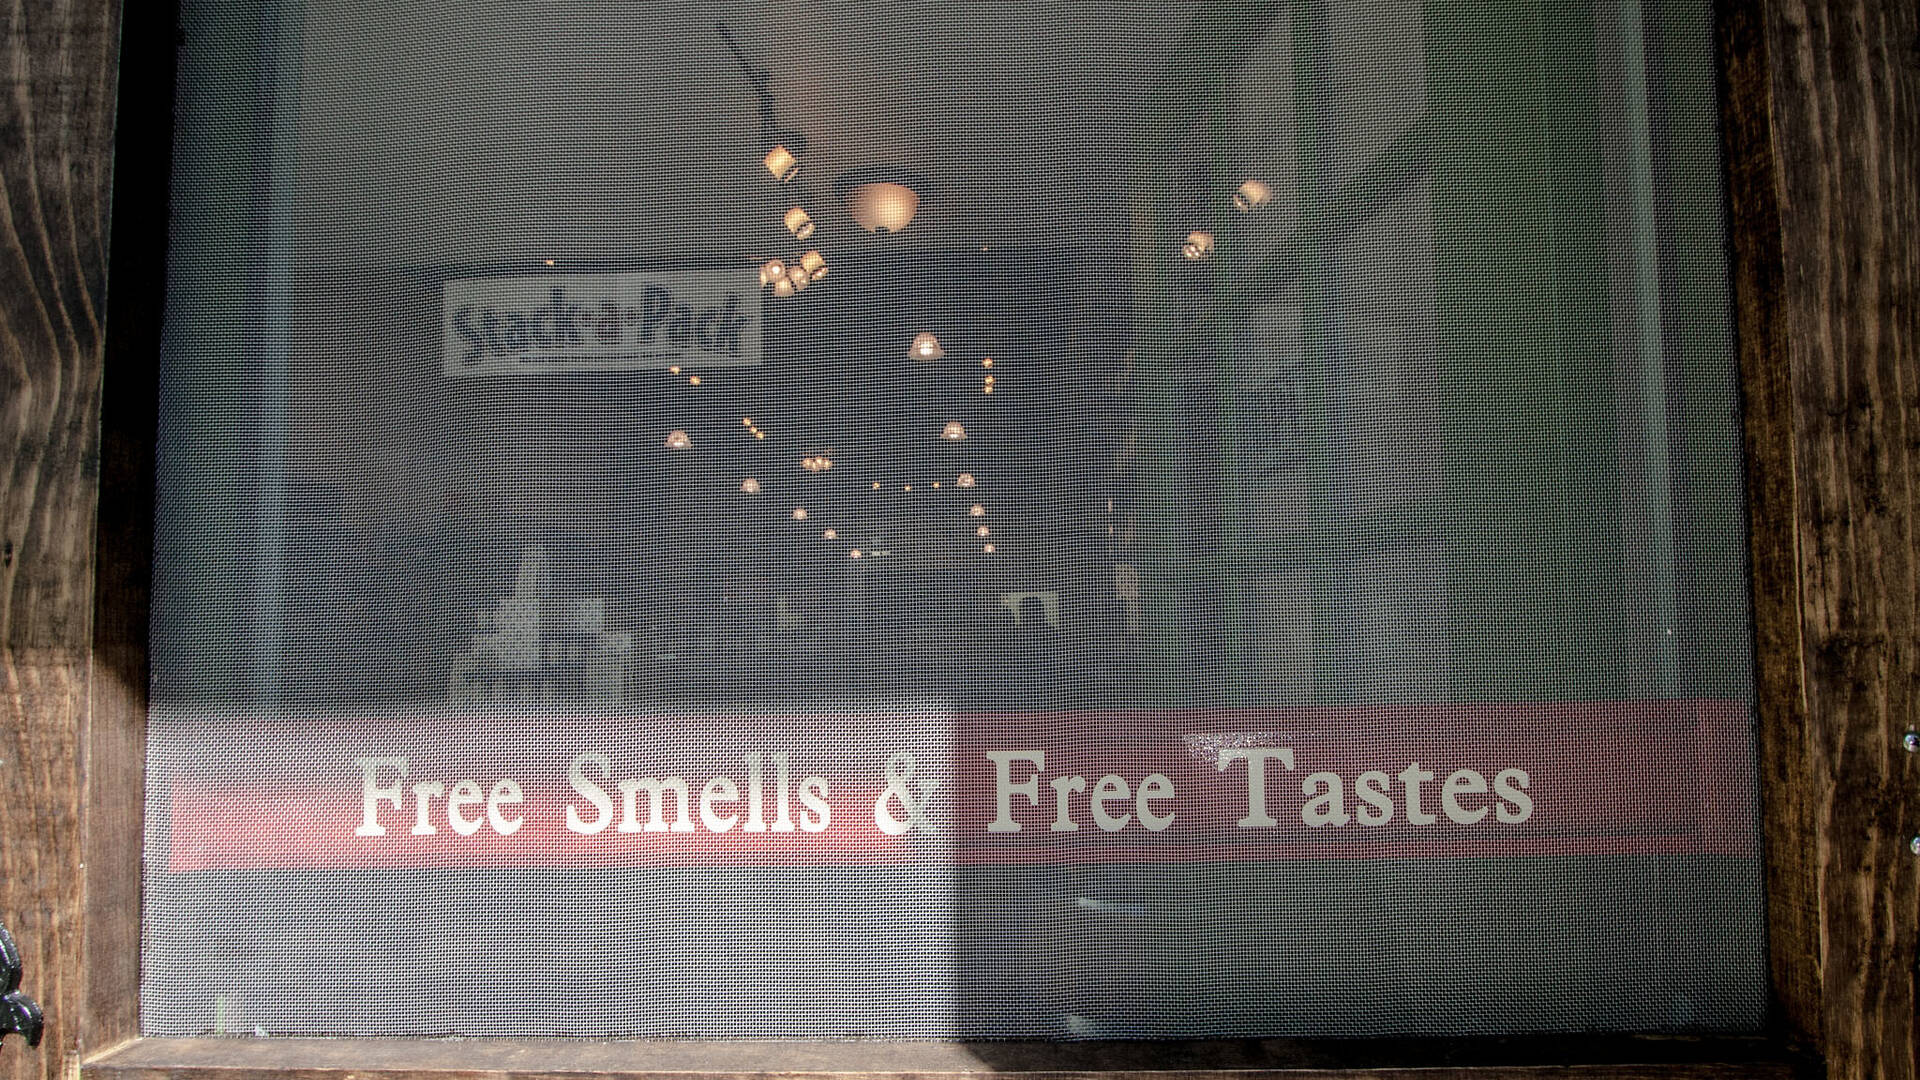 Stack-a-Pack
Free Smells & Free Tastes